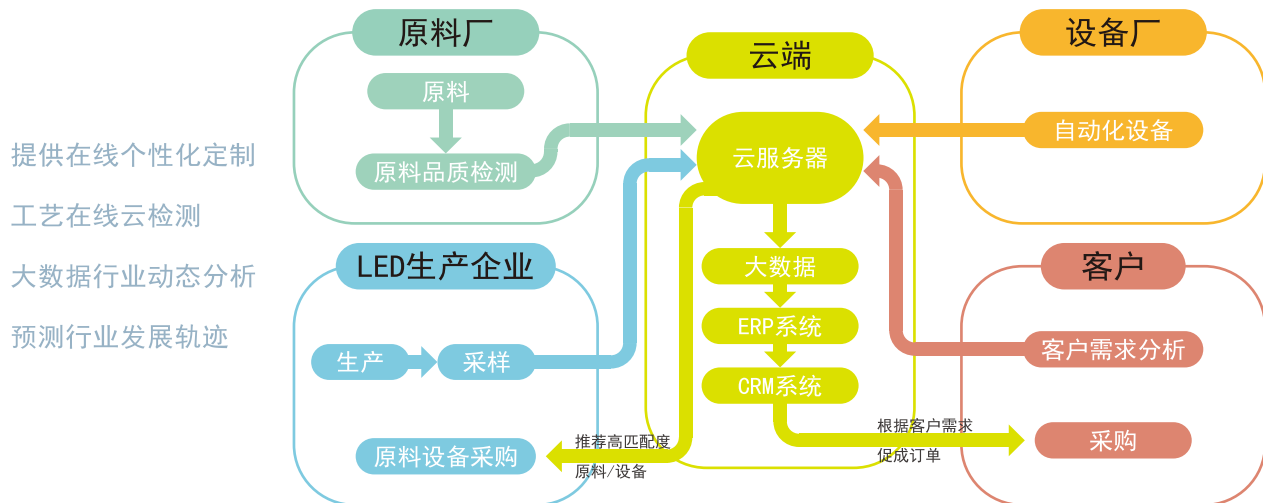 提供在线个性化定制
工艺在线云检测
大数据行业动态分析
预测行业发展轨迹
原料厂
原料
原料品质检测
LED生产企业
生产
采样
原料设备采购
云端
云服务器
大数据
ERP系统
CRM系统
推荐高匹配度
原料/设备
根据客户需求
促成订单
设备厂
自动化设备
客户
客户需求分析
采购